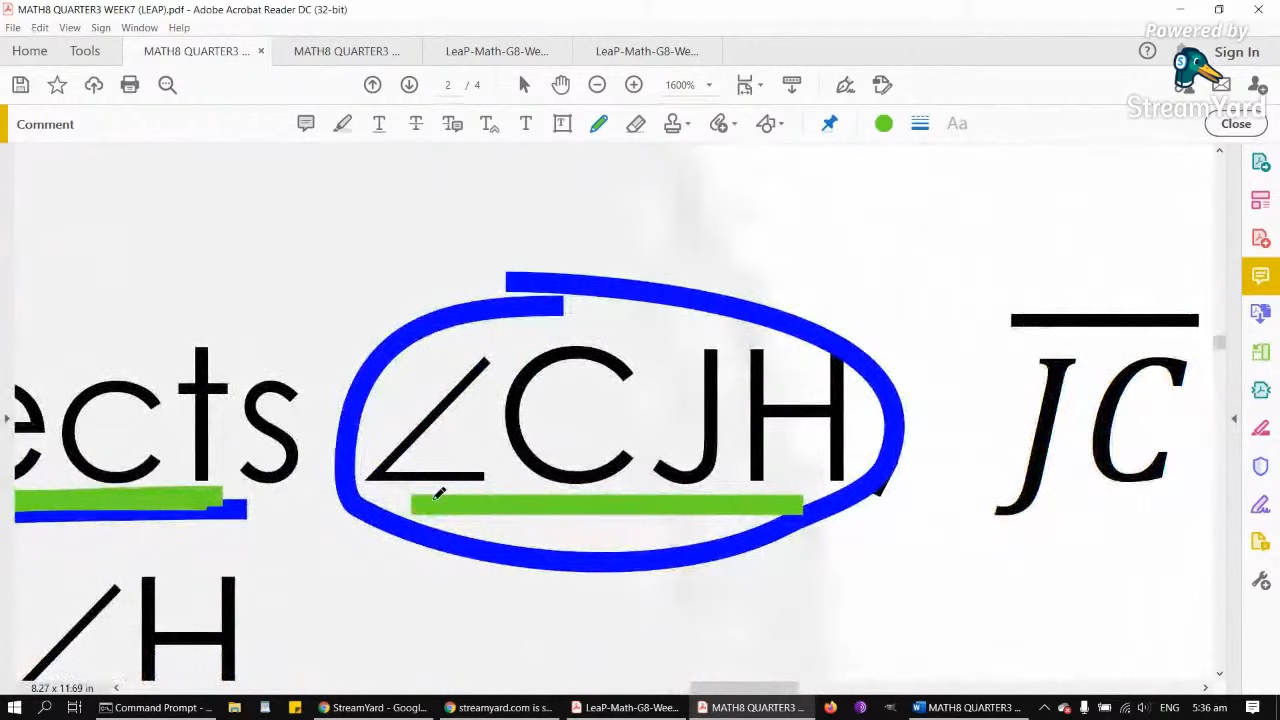 MATH8 QUARTER3 WEEK7 (LEAP).pdf - Adobe Acrobat Reader DC (32-bit)
File Edit View Sign Window Help
Powered by
StreamYard
Home Tools MATH8 QUARTER3 ... × MATH8 QUARTER3 ... LeaP-Math-G8-We... LeaP-Math-G8-We... Sign In
2 / 4 1600%
Comment Aa Close
ects ∠CJH, JC
∠H
8.27 x 11.69 in
Command Prompt - ... StreamYard - Googl... streamyard.com is s... LeaP-Math-G8-Wee... MATH8 QUARTER3 ... MATH8 QUARTER3 ... ENG 5:36 am